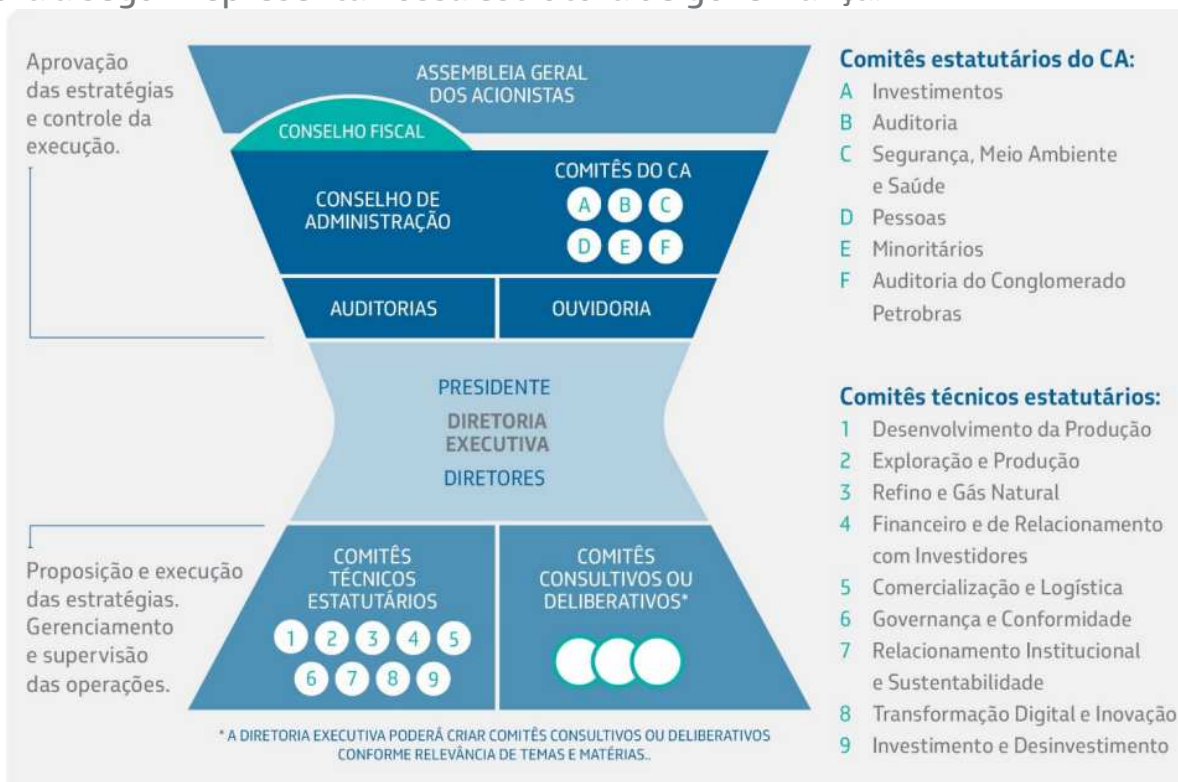 Aprovação
das estratégias
e controle da
execução.
ASSEMBLEIA GERAL
DOS ACIONISTAS
CONSELHO FISCAL
CONSELHO DE
ADMINISTRAÇÃO
COMITÊS DO CA
A B C
D E F
AUDITORIAS
OUVIDORIA
PRESIDENTE
DIRETORIA
EXECUTIVA
DIRETORES
Proposição e execução
das estratégias.
Gerenciamento
e supervisão
das operações.
COMITÊS
TÉCNICOS
ESTATUTÁRIOS
1 2 3 4 5
6 7 8 9
COMITÊS
CONSULTIVOS OU
DELIBERATIVOS*
* A DIRETORIA EXECUTIVA PODERÁ CRIAR COMITÊS CONSULTIVOS OU DELIBERATIVOS
CONFORME RELEVÂNCIA DE TEMAS E MATÉRIAS..
Comitês estatutários do CA:
A Investimentos
B Auditoria
C Segurança, Meio Ambiente
e Saúde
D Pessoas
E Minoritários
F Auditoria do Conglomerado
Petrobras
Comitês técnicos estatutários:
1 Desenvolvimento da Produção
2 Exploração e Produção
3 Refino e Gás Natural
4 Financeiro e de Relacionamento
com Investidores
5 Comercialização e Logística
6 Governança e Conformidade
7 Relacionamento Institucional
e Sustentabilidade
8 Transformação Digital e Inovação
9 Investimento e Desinvestimento